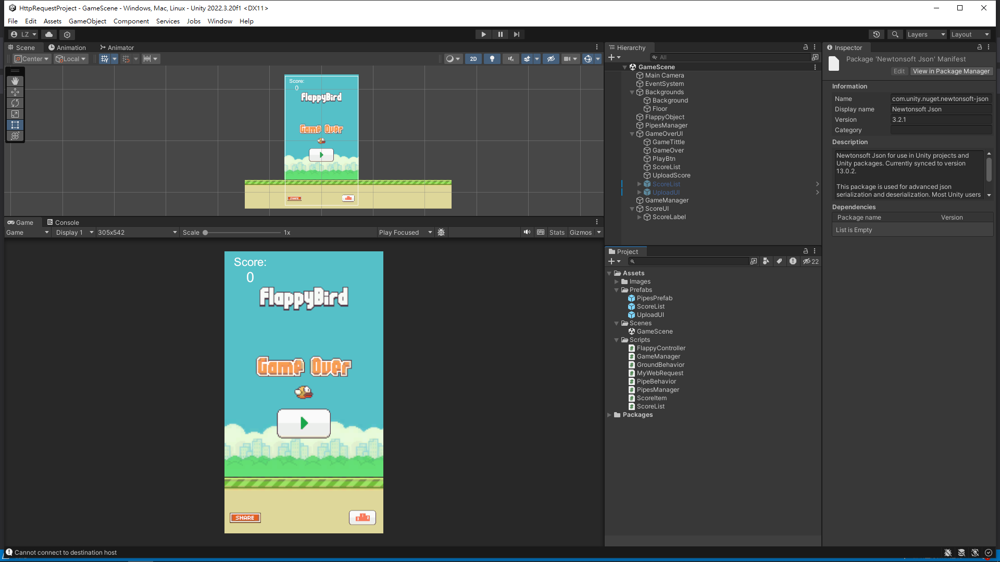 HttpRequestProject - GameScene - Windows, Mac, Linux - Unity 2022.3.20f1 <DX11>
File Edit Assets GameObject Component Services Jobs Window Help
LZ
Layers Layout
Scene Animation Animator
Center Local 2D
Score:
0
FlappyBird
Game Over
SHARE
Game Console
Game Display 1 305x542 Scale 1x Play Focused Stats Gizmos
Score:
0
FlappyBird
Game Over
SHARE
Cannot connect to destination host
Hierarchy
All
GameScene
Main Camera
EventSystem
Backgrounds
Background
Floor
FlappyObject
PipesManager
GameOverUI
GameTittle
GameOver
PlayBtn
ScoreList
UploadScore
ScoreList
UploadUI
GameManager
ScoreUI
ScoreLabel
Project
22
Assets
Images
Prefabs
PipesPrefab
ScoreList
UploadUI
Scenes
GameScene
Scripts
FlappyController
GameManager
GroundBehavior
MyWebRequest
PipeBehavior
PipesManager
ScoreItem
ScoreList
Packages
Inspector
Package 'Newtonsoft Json' Manifest
Edit View in Package Manager
Information
Name com.unity.nuget.newtonsoft-json
Display name Newtonsoft Json
Version 3.2.1
Category
Description
Newtonsoft Json for use in Unity projects and
Unity packages. Currently synced to version
13.0.2.
This package is used for advanced json
serialization and deserialization. Most Unity users
Dependencies
Package name Version
List is Empty